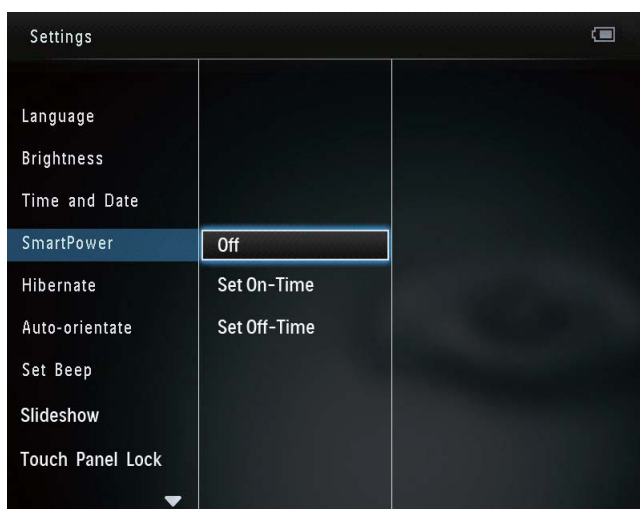 Settings
Language
Brightness
Time and Date
SmartPower
Off
Hibernate
Set On-Time
Auto-orientate
Set Off-Time
Set Beep
Slideshow
Touch Panel Lock